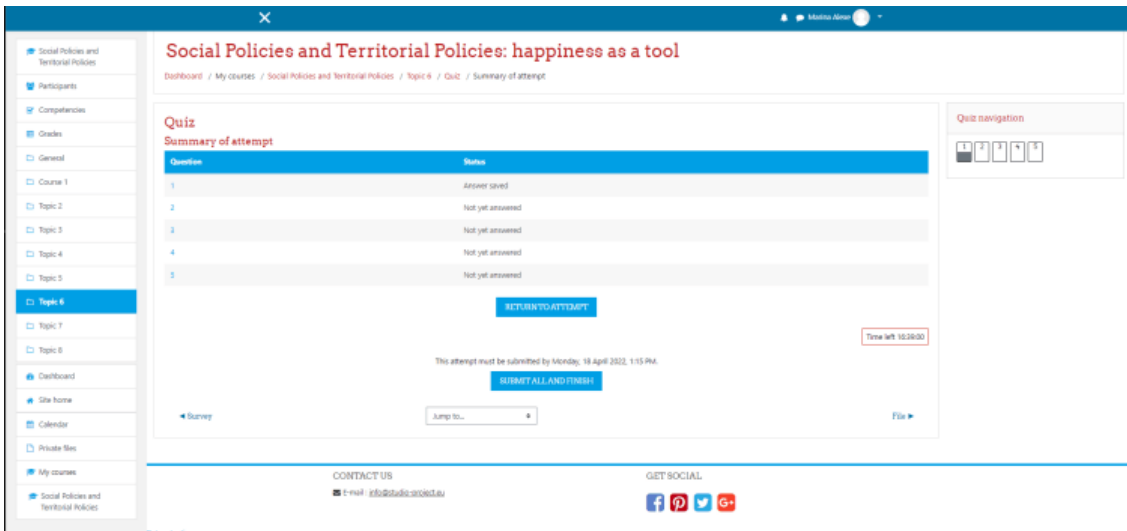 Marina Alese
Social Policies and
Territorial Policies
Participants
Competencies
Grades
General
Course 1
Topic 2
Topic 3
Topic 4
Topic 5
Topic 6
Topic 7
Topic 8
Dashboard
Site home
Calendar
Private files
My courses
Social Policies and
Territorial Policies
Social Policies and Territorial Policies: happiness as a tool
Dashboard / My courses / Social Policies and Territorial Policies / Topic 6 / Quiz / Summary of attempt
Quiz
Summary of attempt
Question Status
1 Answer saved
2 Not yet answered
3 Not yet answered
4 Not yet answered
5 Not yet answered
RETURN TO ATTEMPT
Time left 10:39:00
This attempt must be submitted by Monday, 18 April 2022, 1:15 PM.
SUBMIT ALL AND FINISH
◄ Survey
Jump to...
File ►
Quiz navigation
1 2 3 4 5
CONTACT US
E-mail : info@studio-project.eu
GET SOCIAL